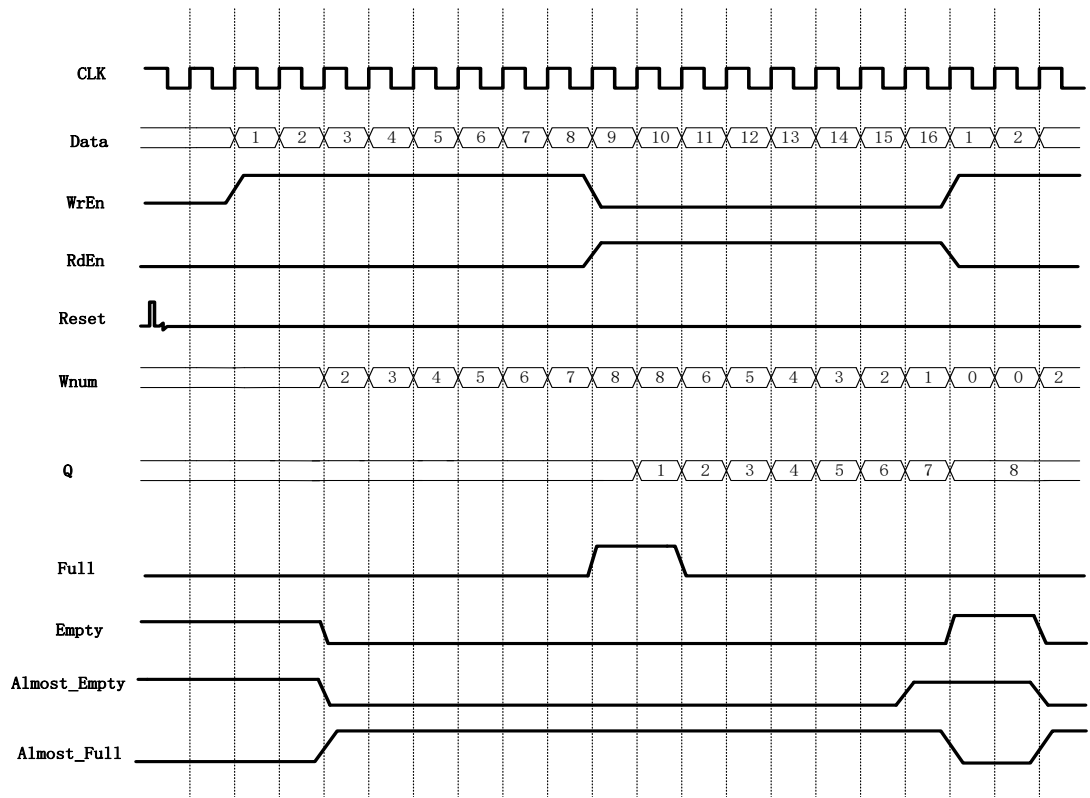 CLK
Data 1 2 3 4 5 6 7 8 9 10 11 12 13 14 15 16 1 2
WrEn
RdEn
Reset
Wnum 2 3 4 5 6 7 8 8 6 5 4 3 2 1 0 0 2
Q 1 2 3 4 5 6 7 8
Full
Empty
Almost_Empty
Almost_Full